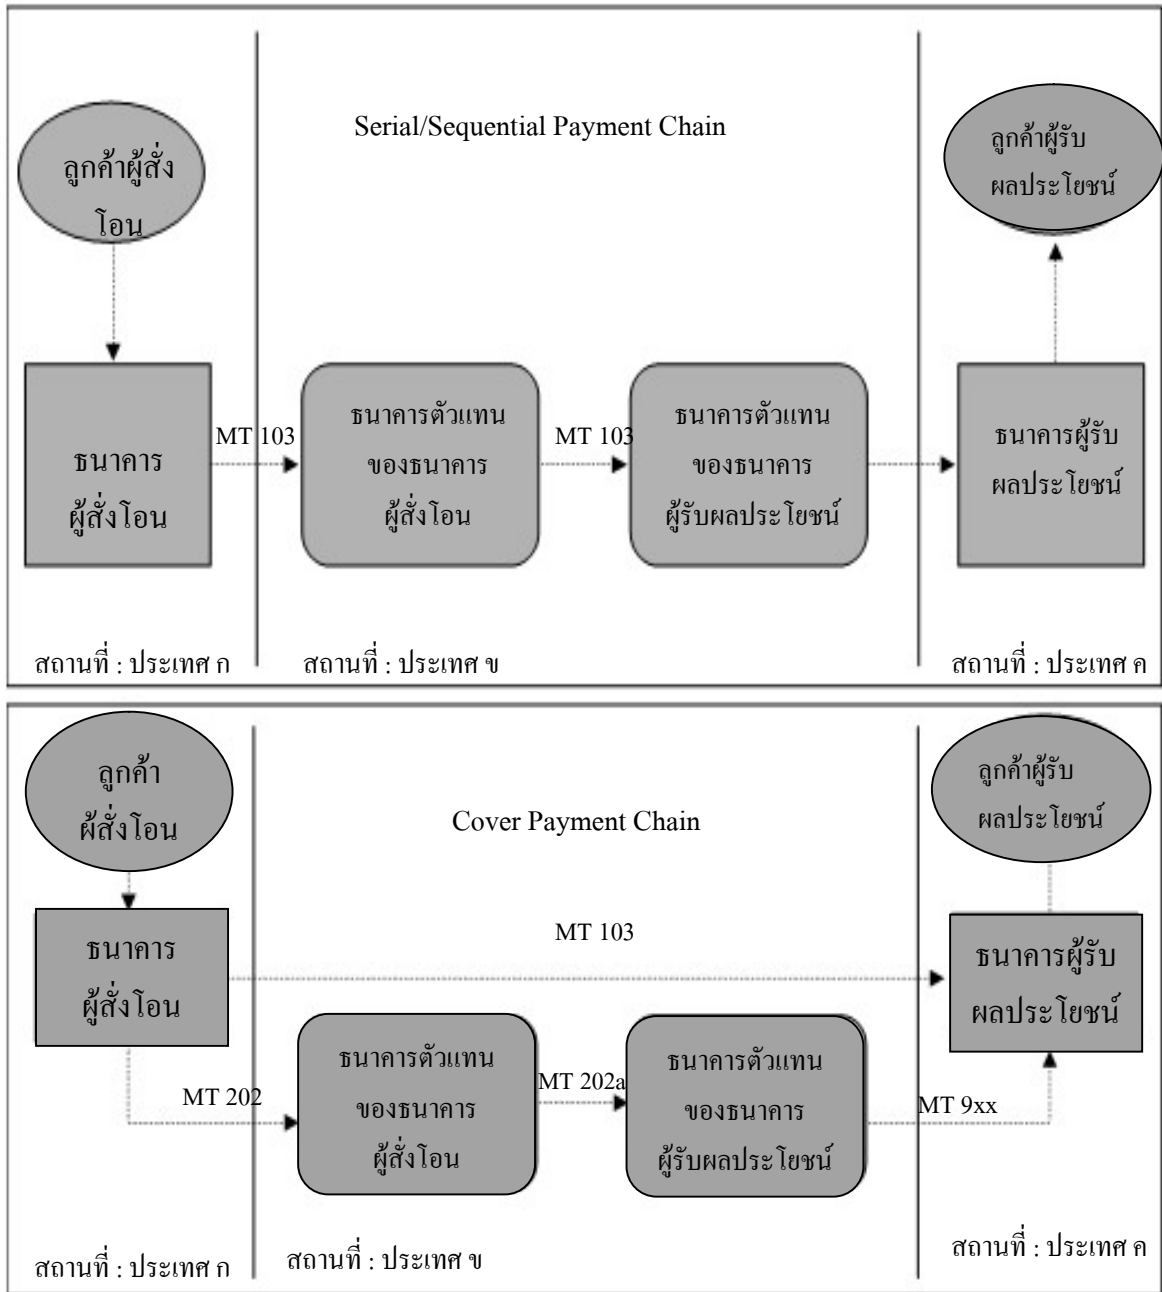 Serial/Sequential Payment Chain
ลูกค้าผู้สั่ง
โอน
ลูกค้าผู้รับ
ผลประโยชน์
ธนาคาร
ผู้สั่งโอน
MT 103
ธนาคารตัวแทน
ของธนาคาร
ผู้สั่งโอน
MT 103
ธนาคารตัวแทน
ของธนาคาร
ผู้รับผลประโยชน์
ธนาคารผู้รับ
ผลประโยชน์
สถานที่ : ประเทศ ก
สถานที่ : ประเทศ ข
สถานที่ : ประเทศ ค
Cover Payment Chain
ลูกค้า
ผ้สั่งโอน
ลูกค้าผู้รับ
ผลประโยชน์
ธนาคาร
ผู้สั่งโอน
MT 103
ธนาคารผู้รับ
ผลประโยชน์
MT 202
ธนาคารตัวแทน
ของธนาคาร
ผู้สั่งโอน
MT 202a
ธนาคารตัวแทน
ของธนาคาร
ผู้รับผลประโยชน์
MT 9xx
สถานที่ : ประเทศ ก
สถานที่ : ประเทศ ข
สถานที่ : ประเทศ ค